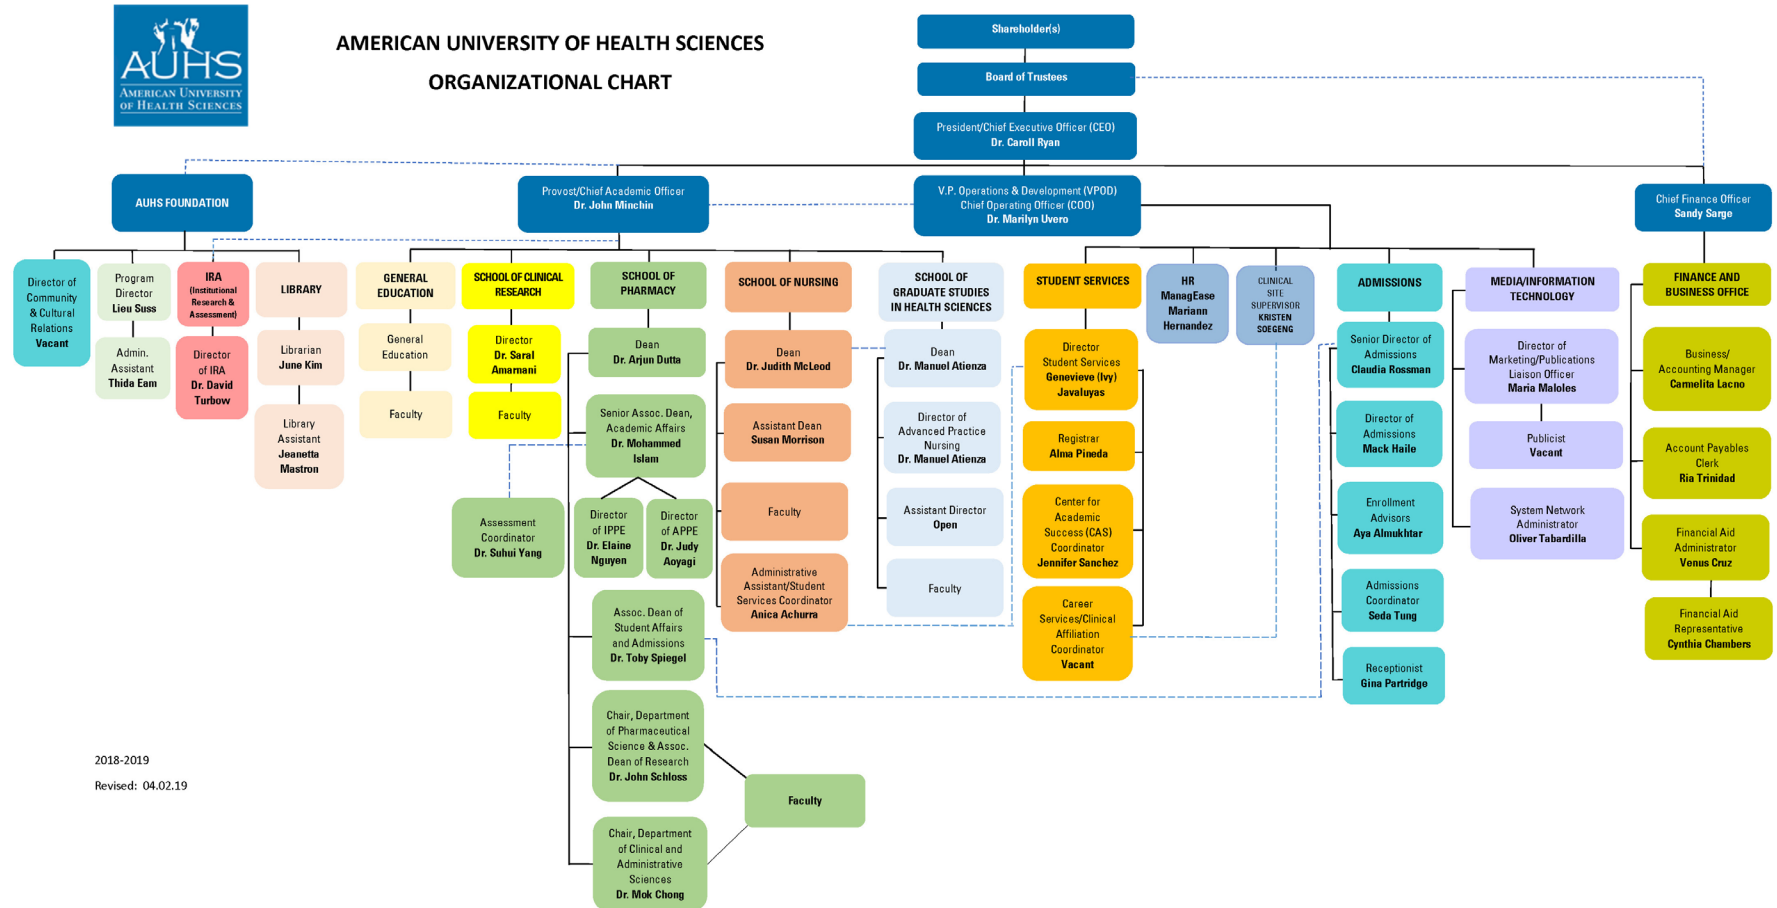 AUHS
AMERICAN UNIVERSITY
OF HEALTH SCIENCES
AMERICAN UNIVERSITY OF HEALTH SCIENCES
ORGANIZATIONAL CHART
Shareholder(s)
Board of Trustees
President/Chief Executive Officer (CEO)
Dr. Caroll Ryan
AUHS FOUNDATION
Provost/Chief Academic Officer
Dr. John Minchin
V.P. Operations & Development (VPOD)
Chief Operating Officer (COO)
Dr. Marilyn Uvero
Chief Finance Officer
Sandy Sarge
Director of
Community
& Cultural
Relations
Vacant
Program
Director
Lieu Suss
Admin.
Assistant
Thida Eam
IRA
(Institutional
Research &
Assessment)
Director
of IRA
Dr. David
Turbow
LIBRARY
Librarian
June Kim
Library
Assistant
Jeanetta
Mastron
GENERAL
EDUCATION
General
Education
Faculty
SCHOOL OF CLINICAL
RESEARCH
Director
Dr. Saral
Amarnani
Faculty
SCHOOL OF
PHARMACY
Dean
Dr. Arjun Dutta
Senior Assoc. Dean,
Academic Affairs
Dr. Mohammed
Islam
Assessment
Coordinator
Dr. Suhui Yang
Director
of IPPE
Dr. Elaine
Nguyen
Director
of APPE
Dr. Judy
Aoyagi
Assoc. Dean of
Student Affairs
and Admissions
Dr. Toby Spiegel
Chair, Department
of Pharmaceutical
Science & Assoc.
Dean of Research
Dr. John Schloss
Chair, Department
of Clinical and
Administrative
Sciences
Dr. Mok Chong
Faculty
SCHOOL OF NURSING
Dean
Dr. Judith McLeod
Assistant Dean
Susan Morrison
Faculty
Administrative
Assistant/Student
Services Coordinator
Anica Achurra
SCHOOL OF
GRADUATE STUDIES
IN HEALTH SCIENCES
Dean
Dr. Manuel Atienza
Director of
Advanced Practice
Nursing
Dr. Manuel Atienza
Assistant Director
Open
Faculty
STUDENT SERVICES
Director
Student Services
Genevieve (Ivy)
Javaluyas
Registrar
Alma Pineda
Center for
Academic
Success (CAS)
Coordinator
Jennifer Sanchez
Career
Services/Clinical
Affiliation
Coordinator
Vacant
HR
ManagEase
Mariann
Hernandez
CLINICAL
SITE
SUPERVISOR
KRISTEN
SOEGENG
ADMISSIONS
Senior Director of
Admissions
Claudia Rossman
Director of
Admissions
Mack Haile
Enrollment
Advisors
Aya Almukhtar
Admissions
Coordinator
Seda Tung
Receptionist
Gina Partridge
MEDIA/INFORMATION
TECHNOLOGY
Director of
Marketing/Publications
Liaison Officer
Maria Maloles
Publicist
Vacant
System Network
Administrator
Oliver Tabardilla
FINANCE AND
BUSINESS OFFICE
Business/
Accounting Manager
Carmelita Lacno
Account Payables
Clerk
Ria Trinidad
Financial Aid
Administrator
Venus Cruz
Financial Aid
Representative
Cynthia Chambers
2018-2019
Revised: 04.02.19